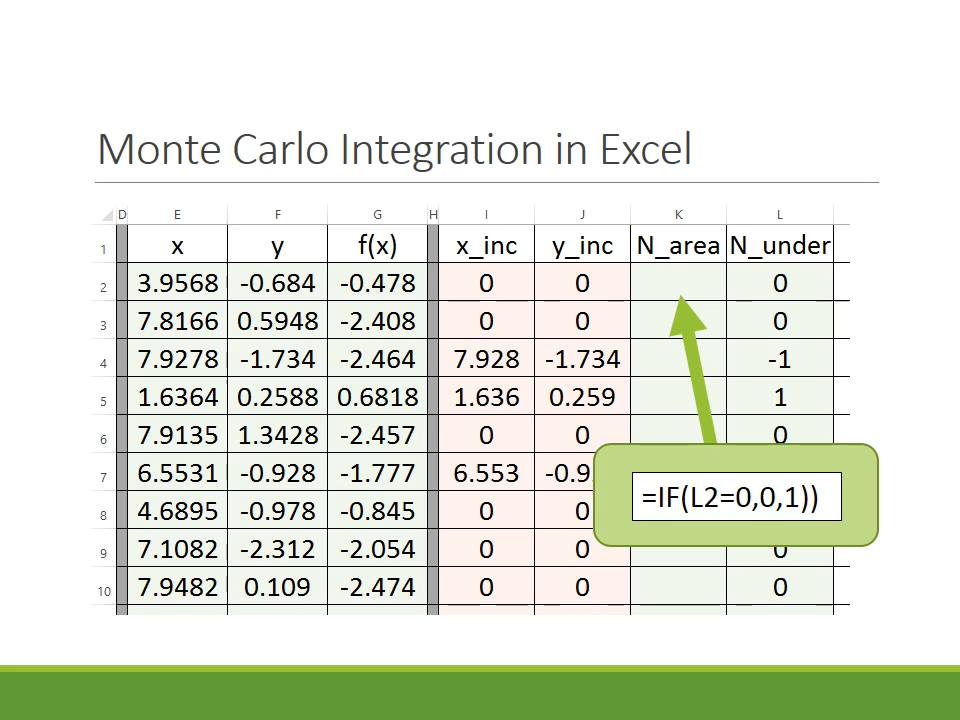 Monte Carlo Integration in Excel
D E F G H I J K L
1 x y f(x) x_inc y_inc N_area N_under
2 3.9568 -0.684 -0.478 0 0 0
3 7.8166 0.5948 -2.408 0 0 0
4 7.9278 -1.734 -2.464 7.928 -1.734 -1
5 1.6364 0.2588 0.6818 1.636 0.259 1
6 7.9135 1.3428 -2.457 0 0 0
7 6.5531 -0.928 -1.777 6.553
=IF(L2=0,0,1))
8 4.6895 -0.978 -0.845 0 0
9 7.1082 -2.312 -2.054 0 0 0
10 7.9482 0.109 -2.474 0 0 0